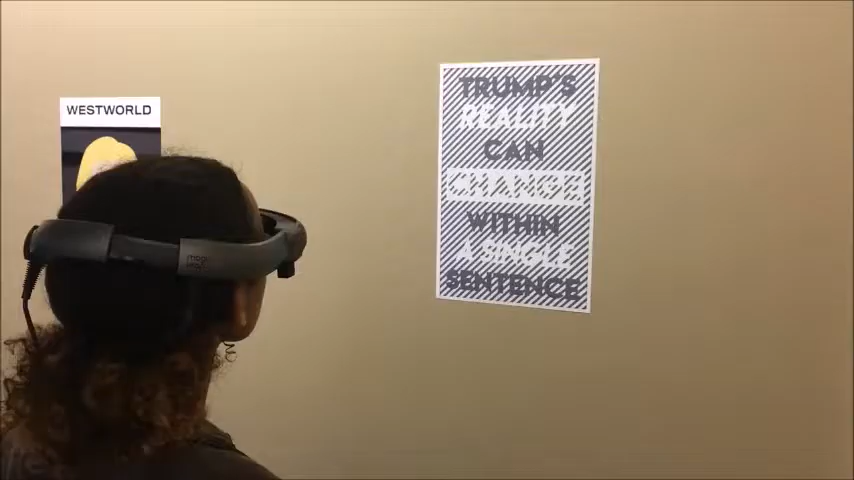 WESTWORLD
TRUMP'S
REALITY
CAN
CHANGE
WITHIN
A SINGLE
SENTENCE